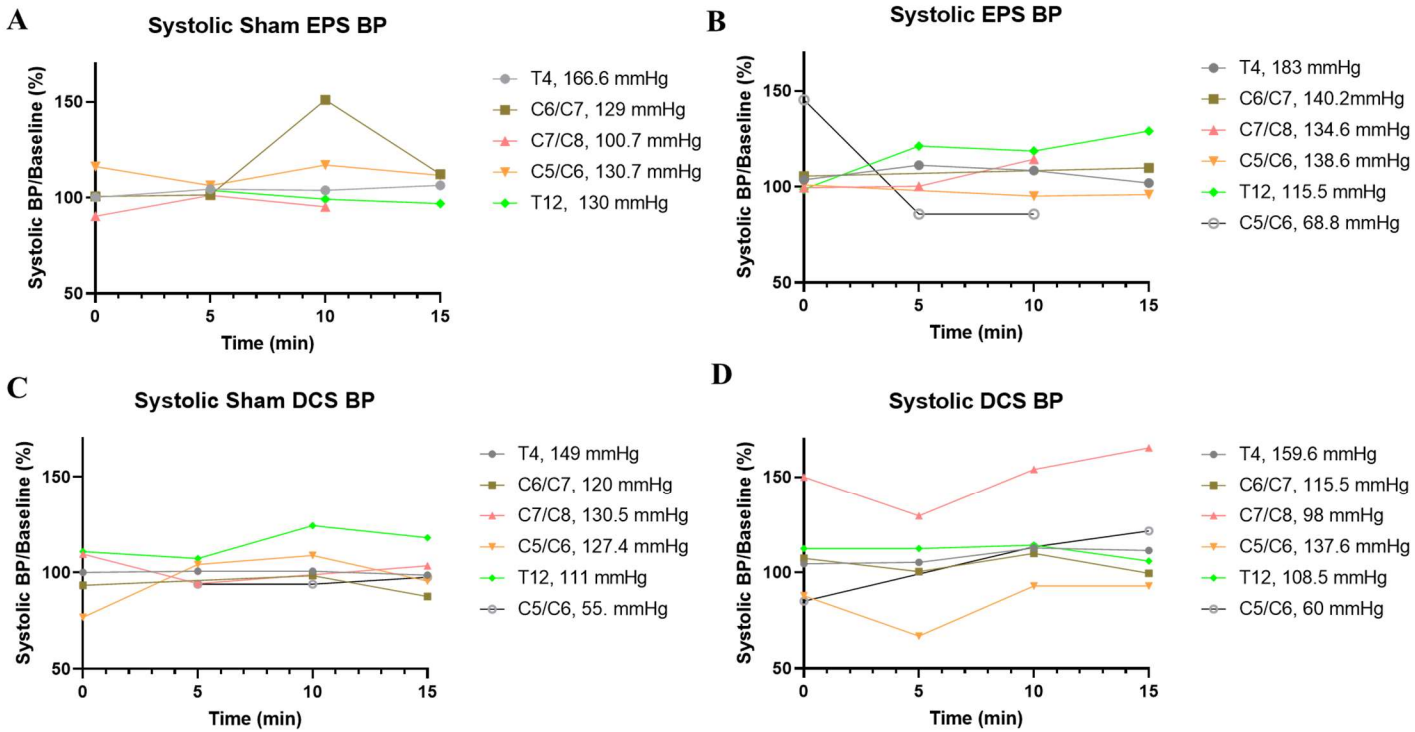 A
Systolic Sham EPS BP
Systolic BP/Baseline (%)
150
100
50
0
5
10
15
Time (min)
T4, 166.6 mmHg
C6/C7, 129 mmHg
C7/C8, 100.7 mmHg
C5/C6, 130.7 mmHg
T12, 130 mmHg
B
Systolic EPS BP
Systolic BP/Baseline (%)
150
100
50
0
5
10
15
Time (min)
T4, 183 mmHg
C6/C7, 140.2mmHg
C7/C8, 134.6 mmHg
C5/C6, 138.6 mmHg
T12, 115.5 mmHg
C5/C6, 68.8 mmHg
C
Systolic Sham DCS BP
Systolic BP/Baseline (%)
150
100
50
0
5
10
15
Time (min)
T4, 149 mmHg
C6/C7, 120 mmHg
C7/C8, 130.5 mmHg
C5/C6, 127.4 mmHg
T12, 111 mmHg
C5/C6, 55. mmHg
D
Systolic DCS BP
Systolic BP/Baseline (%)
150
100
50
0
5
10
15
Time (min)
T4, 159.6 mmHg
C6/C7, 115.5 mmHg
C7/C8, 98 mmHg
C5/C6, 137.6 mmHg
T12, 108.5 mmHg
C5/C6, 60 mmHg